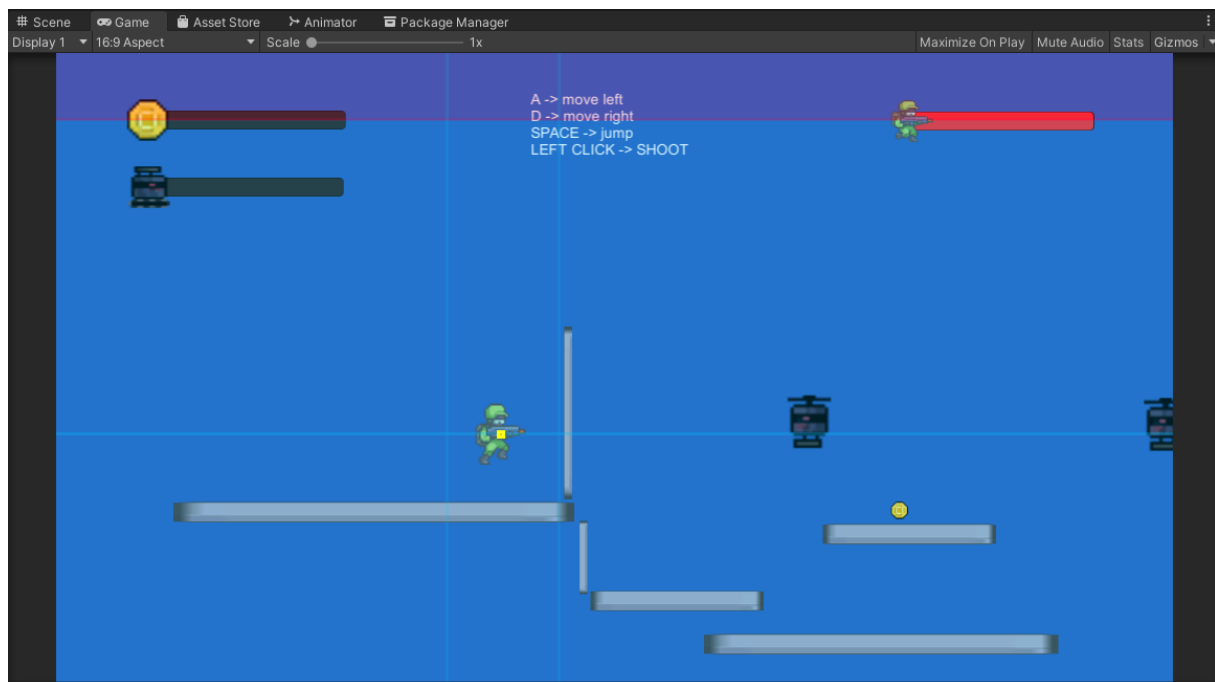 Scene Game Asset Store Animator Package Manager
Display 1 16:9 Aspect Scale 1x Maximize On Play Mute Audio Stats Gizmos
A -> move left
D -> move right
SPACE -> jump
LEFT CLICK -> SHOOT